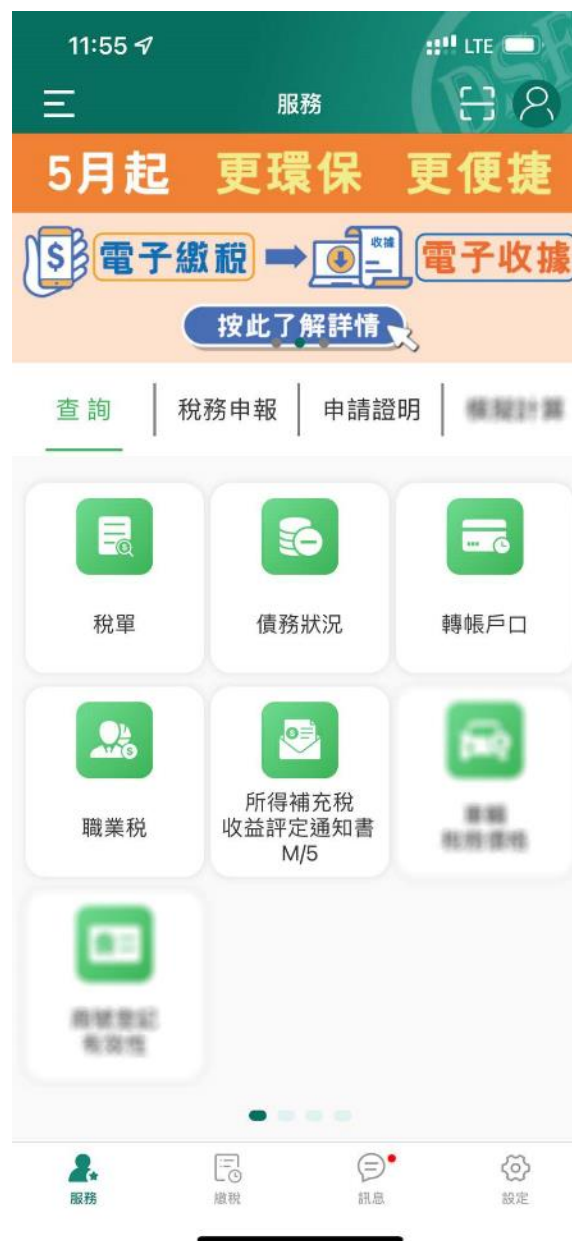 11:55
LTE
服務
DSF
5月起 更環保 更便捷
$
電子繳稅
收據
電子收據
按此了解詳情
查詢
稅務申報
申請證明
稅單
債務狀況
轉帳戶口
職業稅
所得補充稅
收益評定通知書
M/5
服務
繳稅
訊息
設定